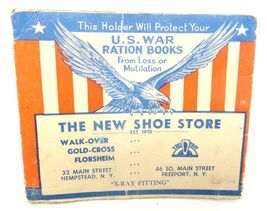 This Holder Will Protect Your
U.S. WAR
RATION BOOKS
From Loss or
Mutilation
THE NEW SHOE STORE
EST. 1910
WALK-OVER ...
GOLD-CROSS ...
FLORSHEIM ...
32 MAIN STREET
HEMPSTEAD, N. Y.
46 SO. MAIN STREET
FREEPORT, N. Y.
"X-RAY FITTING"